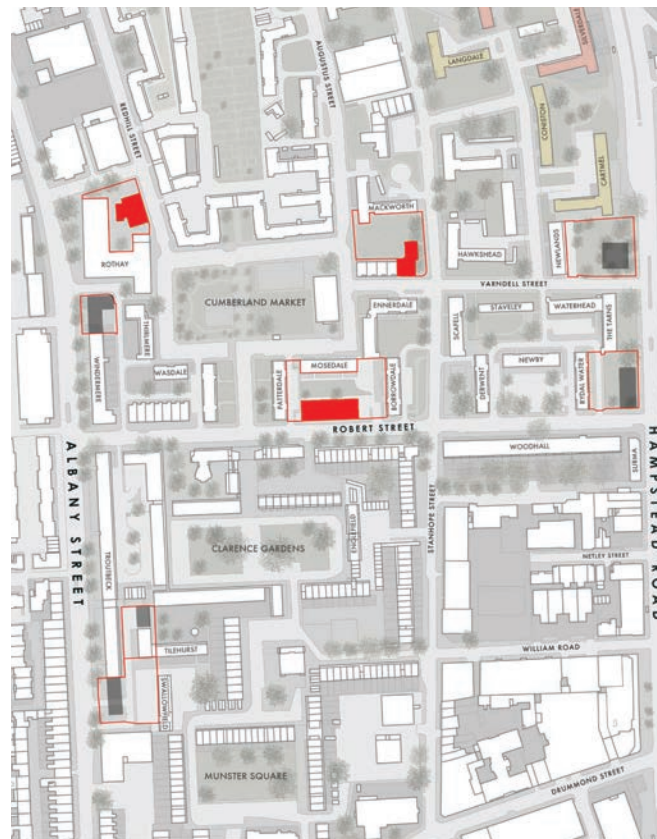 SILVERDALE
LANGDALE
AUGUSTUS STREET
REDHILL STREET
CONISTON
CARTMEL
MACKWORTH
NEWLANDS
HAWKSHEAD
ROTHAY
VARNDELL STREET
CUMBERLAND MARKET
ENNERDALE
STAVELEY
WATERHEAD
THE TARNS
SCAFELL
THIRLMERE
WINDERMERE
WASDALE
MOSEDALE
PATTERDALE
BORROWDALE
NEWBY
DERWENT
RYDAL WATER
ROBERT STREET
HAMPSTEAD ROAD
ALBANY STREET
WOODHALL
SURMA
STANHOPE STREET
ENGLEFIELD
CLARENCE GARDENS
NETLEY STREET
TROUTBECK
TILEHURST
WILLIAM ROAD
SWALLOWFIELD
MUNSTER SQUARE
DRUMMOND STREET